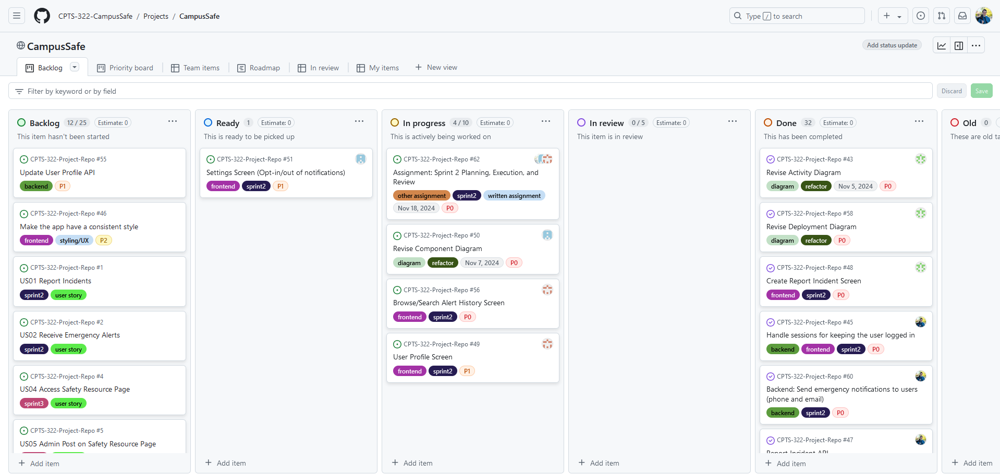 CPTS-322-CampusSafe / Projects / CampusSafe
Type / to search
CampusSafe
Add status update
Backlog
Priority board
Team items
Roadmap
In review
My items
New view
Filter by keyword or by field
Discard
Save
Backlog 12 / 25 Estimate: 0
This item hasn't been started
CPTS-322-Project-Repo #55
Update User Profile API
backend P1
CPTS-322-Project-Repo #46
Make the app have a consistent style
frontend styling/UX P2
CPTS-322-Project-Repo #1
US01 Report Incidents
sprint2 user story
CPTS-322-Project-Repo #2
US02 Receive Emergency Alerts
sprint2 user story
CPTS-322-Project-Repo #4
US04 Access Safety Resource Page
sprint3 user story
CPTS-322-Project-Repo #5
US05 Admin Post on Safety Resource Page
Add item
Ready 1 Estimate: 0
This is ready to be picked up
CPTS-322-Project-Repo #51
Settings Screen (Opt-in/out of notifications)
frontend sprint2 P1
Add item
In progress 4 / 10 Estimate: 0
This is actively being worked on
CPTS-322-Project-Repo #62
Assignment: Sprint 2 Planning, Execution, and
Review
other assignment sprint2 written assignment
Nov 18, 2024 P0
CPTS-322-Project-Repo #50
Revise Component Diagram
diagram refactor Nov 7, 2024 P0
CPTS-322-Project-Repo #56
Browse/Search Alert History Screen
frontend sprint2 P0
CPTS-322-Project-Repo #49
User Profile Screen
frontend sprint2 P1
Add item
In review 0 / 5 Estimate: 0
This item is in review
Add item
Done 32 Estimate: 0
This has been completed
CPTS-322-Project-Repo #43
Revise Activity Diagram
diagram refactor Nov 5, 2024 P0
CPTS-322-Project-Repo #58
Revise Deployment Diagram
diagram refactor P0
CPTS-322-Project-Repo #48
Create Report Incident Screen
frontend sprint2 P0
CPTS-322-Project-Repo #45
Handle sessions for keeping the user logged in
backend frontend sprint2 P0
CPTS-322-Project-Repo #60
Backend: Send emergency notifications to users
(phone and email)
backend sprint2 P0
CPTS-322-Project-Repo #47
Report Incident API
Add item
Old 0
These are old ta
Add item